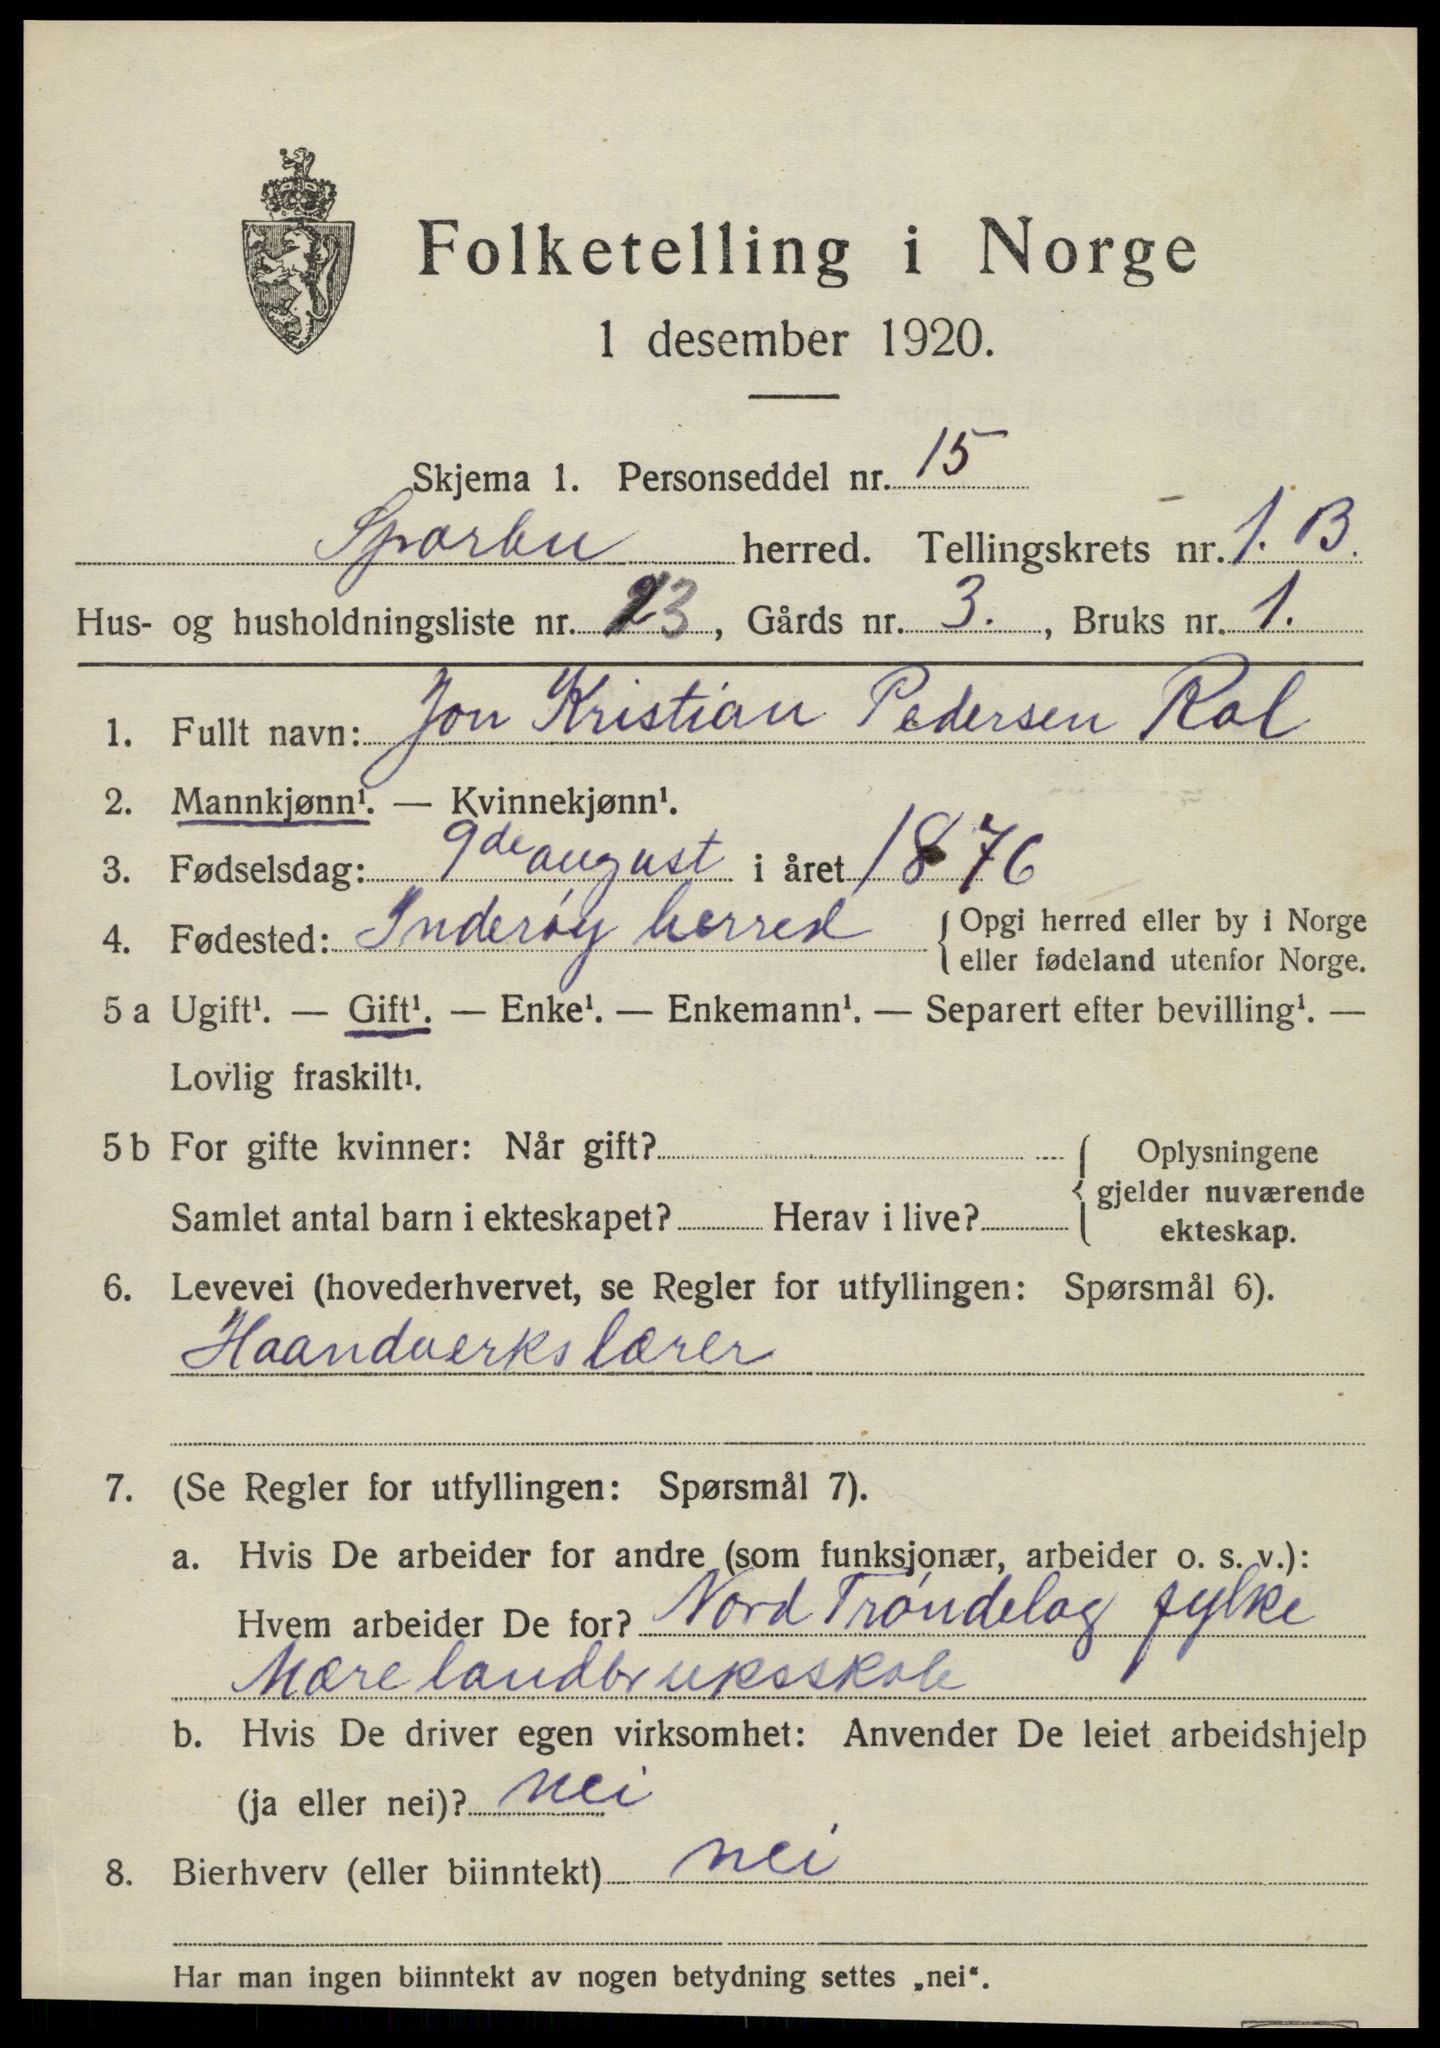 Folketelling i Norge
1 desember 1920.
Skjema 1. Personseddel nr. 15
Sparbu herred. Tellingskrets nr. 1. B.
Hus- og husholdningsliste nr. 23, Gårds nr. 3., Bruks nr. 1.
1. Fullt navn: Jon Kristian Pedersen Rol
2. Mannkjønn¹. — Kvinnekjønn¹.
3. Fødselsdag: 9de august i året 1876
4. Fødested: Inderøy herred { Opgi herred eller by i Norge
eller fødeland utenfor Norge.
5 a Ugift¹. — Gift¹. — Enke¹. — Enkemann¹. — Separert efter bevilling¹. —
Lovlig fraskilt¹.
5 b For gifte kvinner: Når gift? { Oplysningene
gjelder nuværende
Samlet antal barn i ekteskapet? Herav i live? ekteskap.
6. Levevei (hovederhvervet, se Regler for utfyllingen: Spørsmål 6).
Haandverkslærer
7. (Se Regler for utfyllingen: Spørsmål 7).
a. Hvis De arbeider for andre (som funksjonær, arbeider o. s. v.):
Hvem arbeider De for? Nord Trøndelag fylke
Mære landbruksskole
b. Hvis De driver egen virksomhet: Anvender De leiet arbeidshjelp
(ja eller nei)? nei
8. Bierhverv (eller biinntekt) nei
Har man ingen biinntekt av nogen betydning settes „nei“.